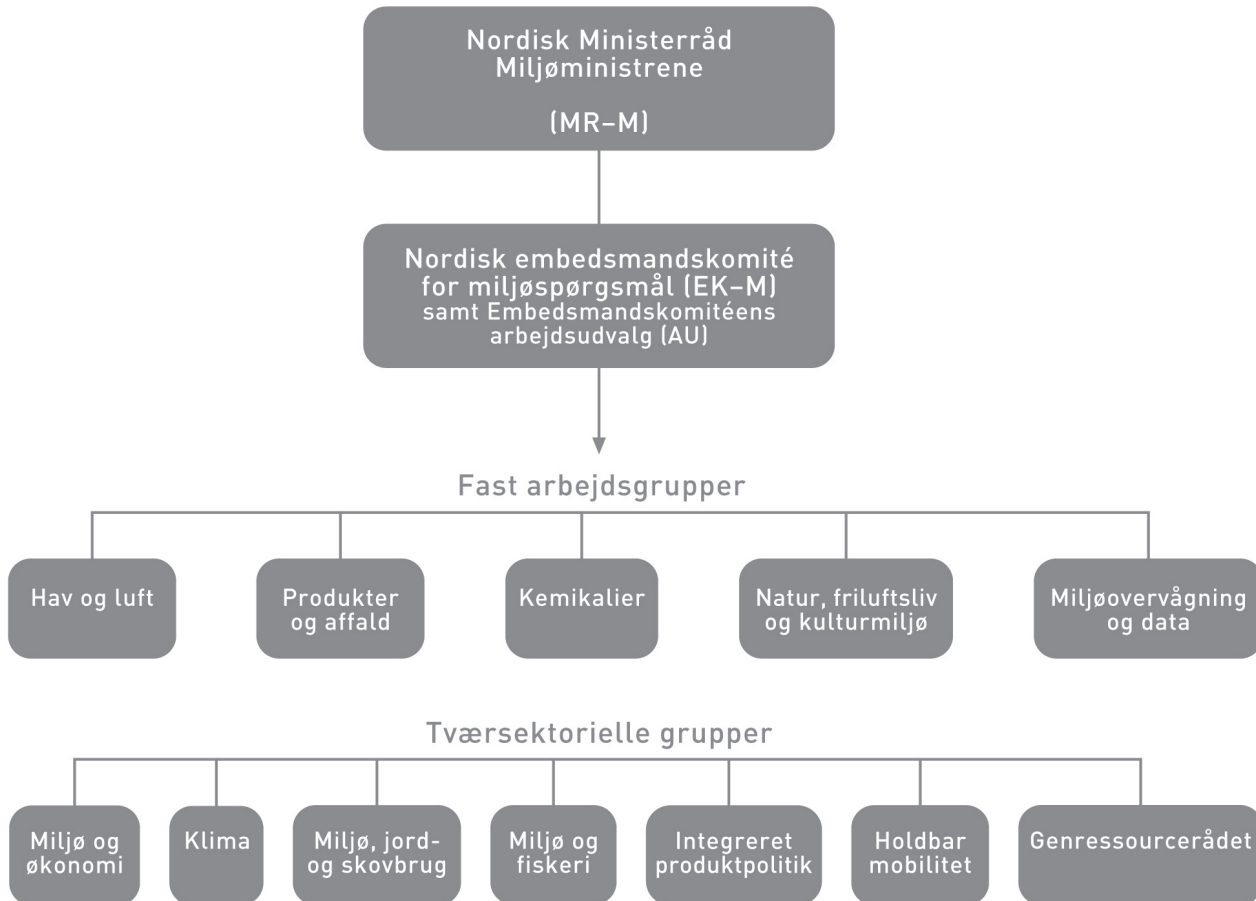 Nordisk Ministerråd
Miljøministrene
(MR–M)
Nordisk embedsmandskomité
for miljøspørgsmål (EK–M)
samt Embedsmandskomitéens
arbejdsudvalg (AU)
Fast arbejdsgrupper
Hav og luft
Produkter
og affald
Kemikalier
Natur, friluftsliv
og kulturmiljø
Miljøovervågning
og data
Tværsektorielle grupper
Miljø og
økonomi
Klima
Miljø, jord-
og skovbrug
Miljø og
fiskeri
Integreret
produktpolitik
Holdbar
mobilitet
Genressourcerådet